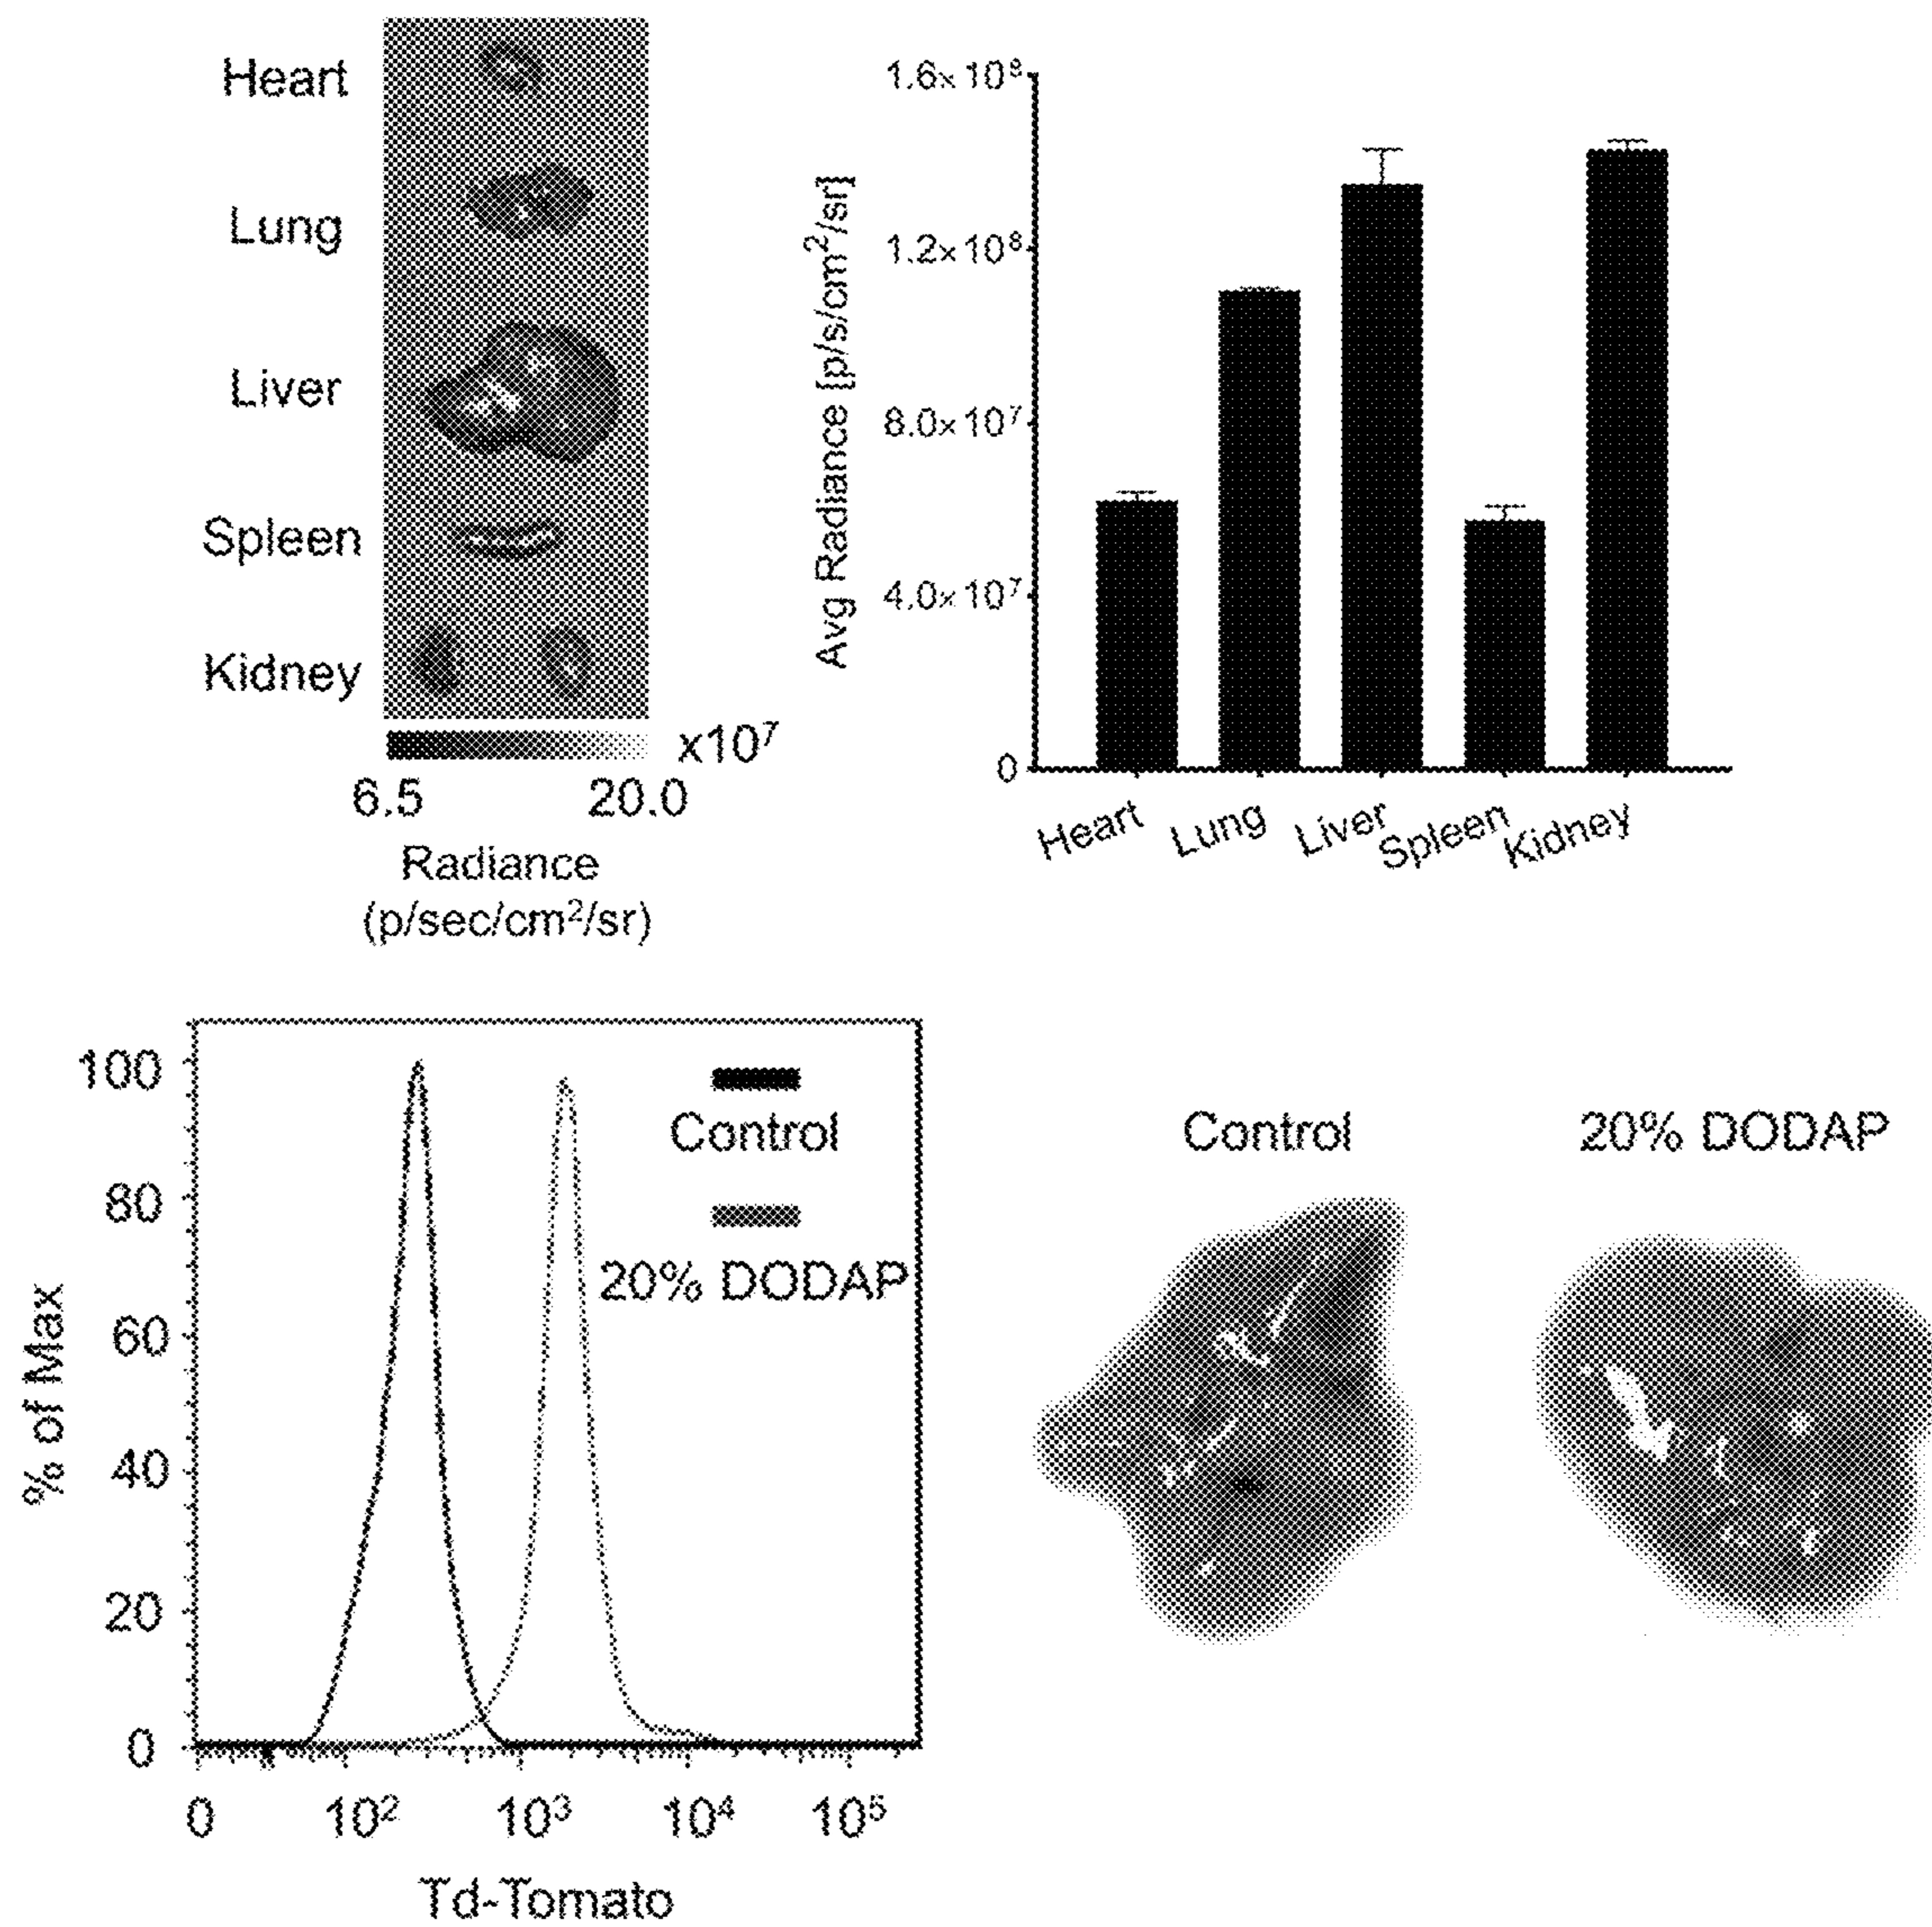 Heart
Lung
Liver
Spleen
Kidney
x10⁷
6.5 20.0
Radiance
(p/sec/cm²/sr)
Avg Radiance [p/s/cm²/sr]
1.6×10⁸
1.2×10⁸
8.0×10⁷
4.0×10⁷
0
Heart Lung Liver Spleen Kidney
% of Max
100
80
60
40
20
0
Control
20% DODAP
0 10² 10³ 10⁴ 10⁵
Td-Tomato
Control 20% DODAP